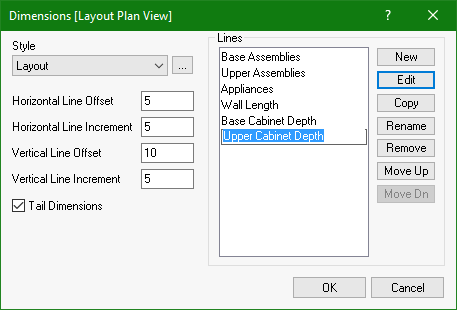 Dimensions [Layout Plan View]
?
Style
Layout
...
Horizontal Line Offset 5
Horizontal Line Increment 5
Vertical Line Offset 10
Vertical Line Increment 5
Tail Dimensions
Lines
Base Assemblies
Upper Assemblies
Appliances
Wall Length
Base Cabinet Depth
Upper Cabinet Depth
New
Edit
Copy
Rename
Remove
Move Up
Move Dn
OK
Cancel